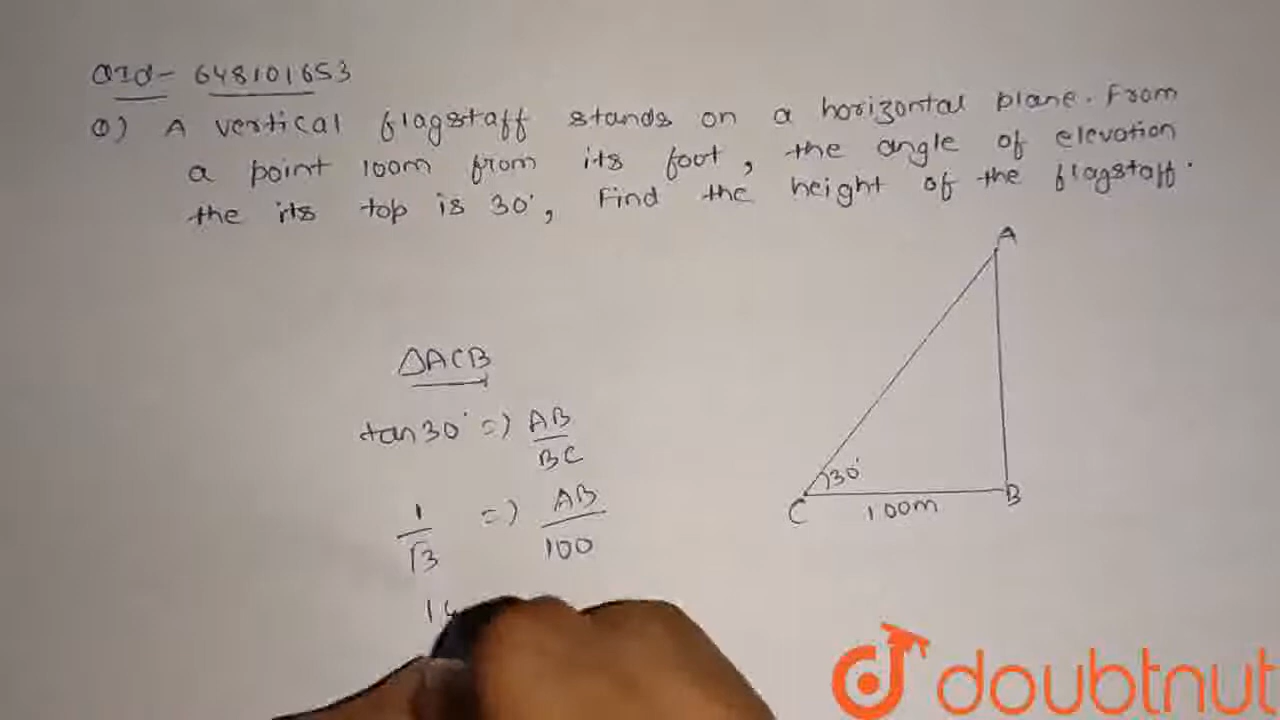 QId- 648101653
Q) A vertical flagstaff stands on a horizontal plane. From
a point 100m from its foot, the angle of elevation
the its top is 30°, Find the height of the flagstaff.
A
△ACB
tan30° => AB/BC
30°
1/√3 => AB/100
C 100m B
doubtnut